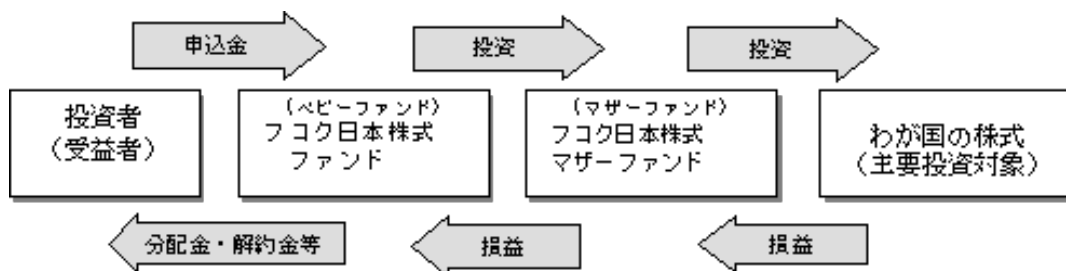 申込金
投資
投資
投資者
(受益者)
(ベビーファンド)
フコク日本株式
ファンド
(マザーファンド)
フコク日本株式
マザーファンド
わが国の株式
(主要投資対象)
分配金・解約金等
損益
損益